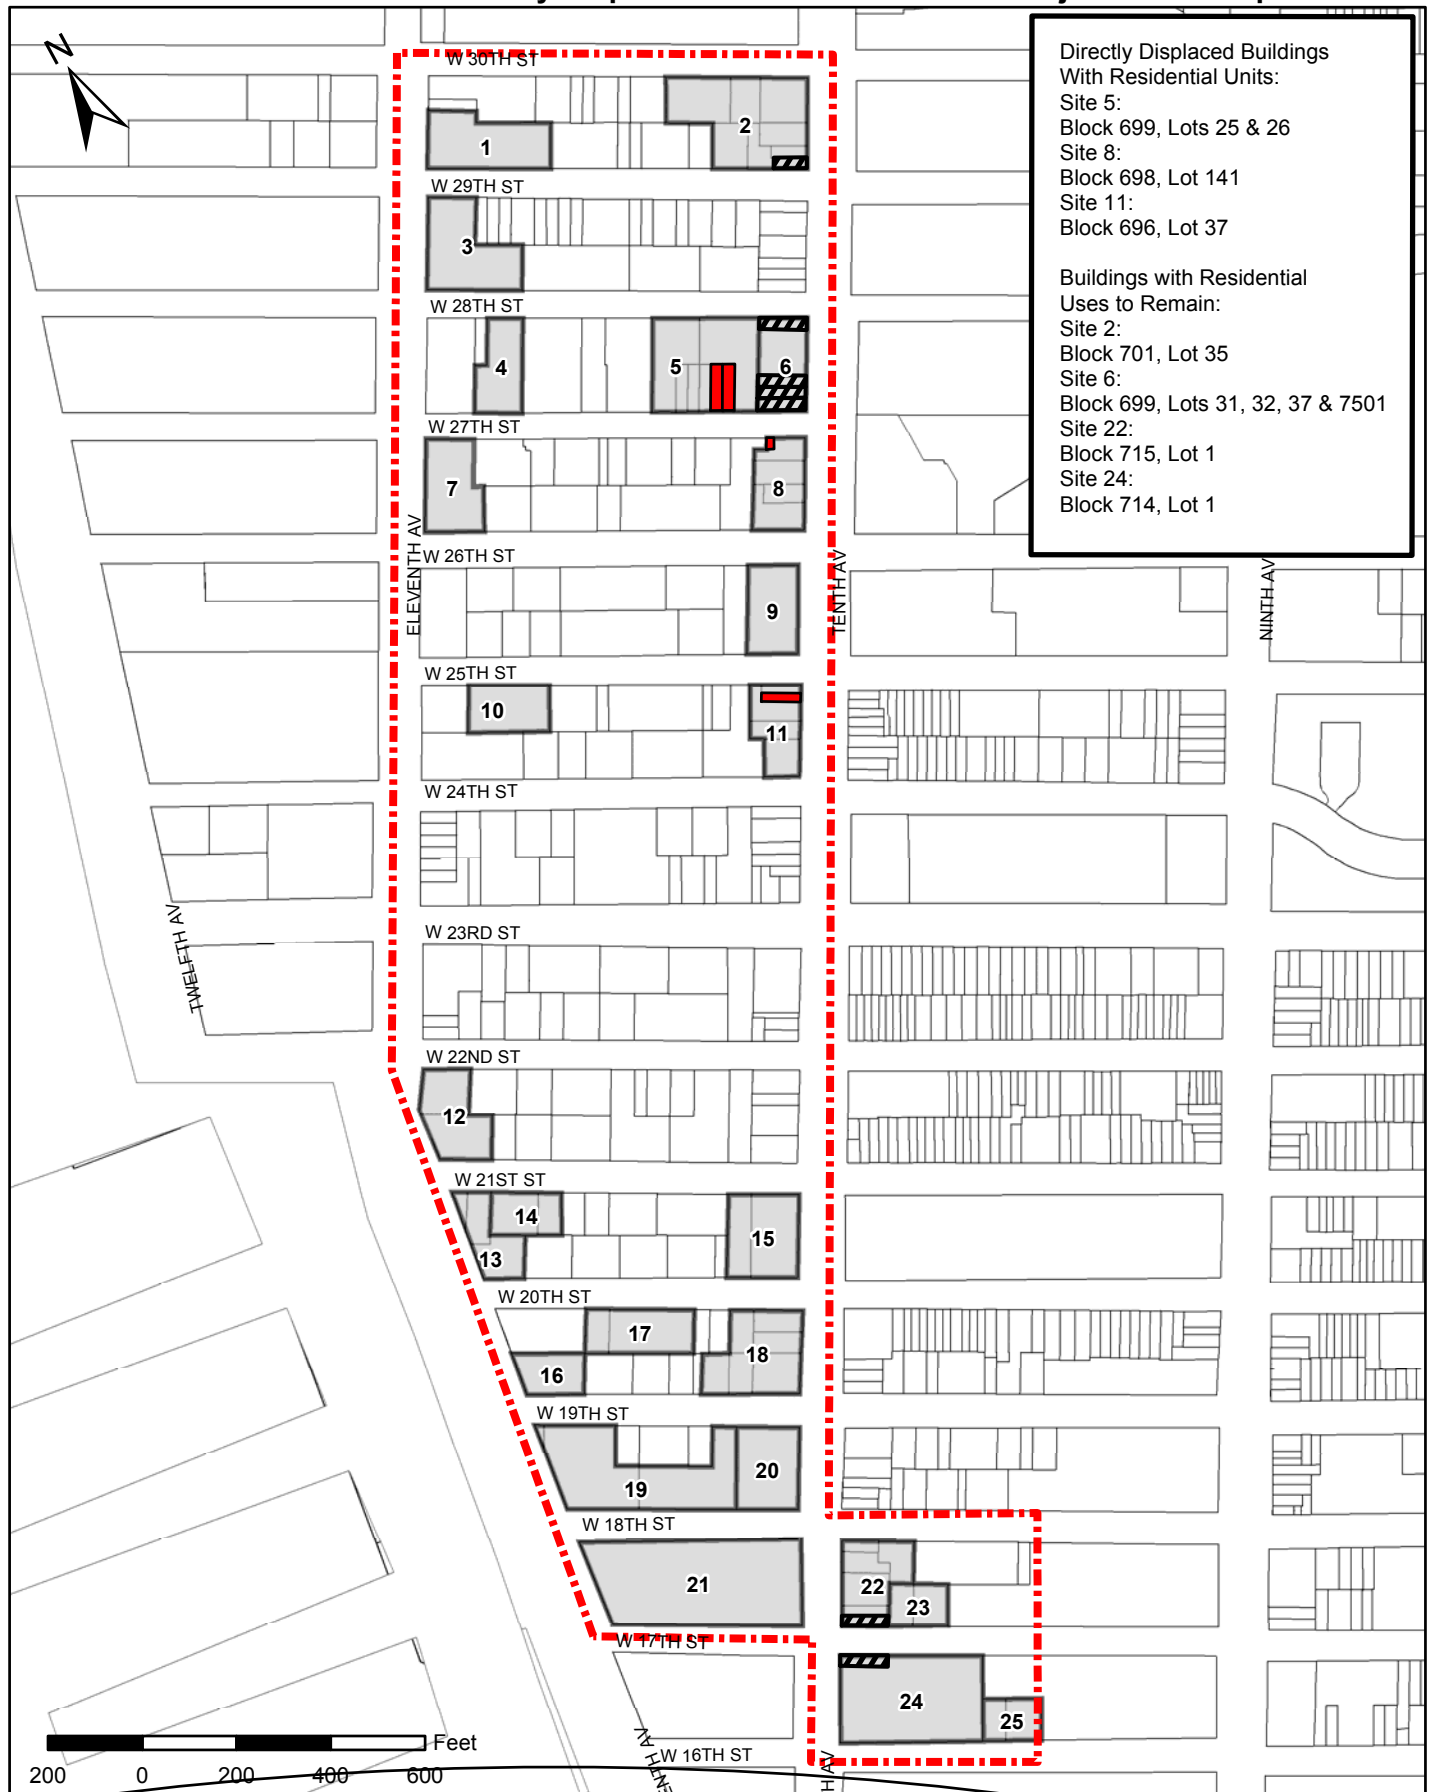 N
Directly Displaced Buildings
With Residential Units:
Site 5:
Block 699, Lots 25 & 26
Site 8:
Block 698, Lot 141
Site 11:
Block 696, Lot 37
Buildings with Residential
Uses to Remain:
Site 2:
Block 701, Lot 35
Site 6:
Block 699, Lots 31, 32, 37 & 7501
Site 22:
Block 715, Lot 1
Site 24:
Block 714, Lot 1
W 30TH ST
1
2
W 29TH ST
3
W 28TH ST
4
5
6
W 27TH ST
7
8
ELEVENTH AV
TENTH AV
NINTH AV
W 26TH ST
9
W 25TH ST
10
11
W 24TH ST
TWELFTH AV
W 23RD ST
W 22ND ST
12
W 21ST ST
14
13
15
W 20TH ST
17
16
18
W 19TH ST
19
20
W 18TH ST
21
22
23
W 17TH ST
24
25
W 16TH ST
Feet
200 0 200 400 600